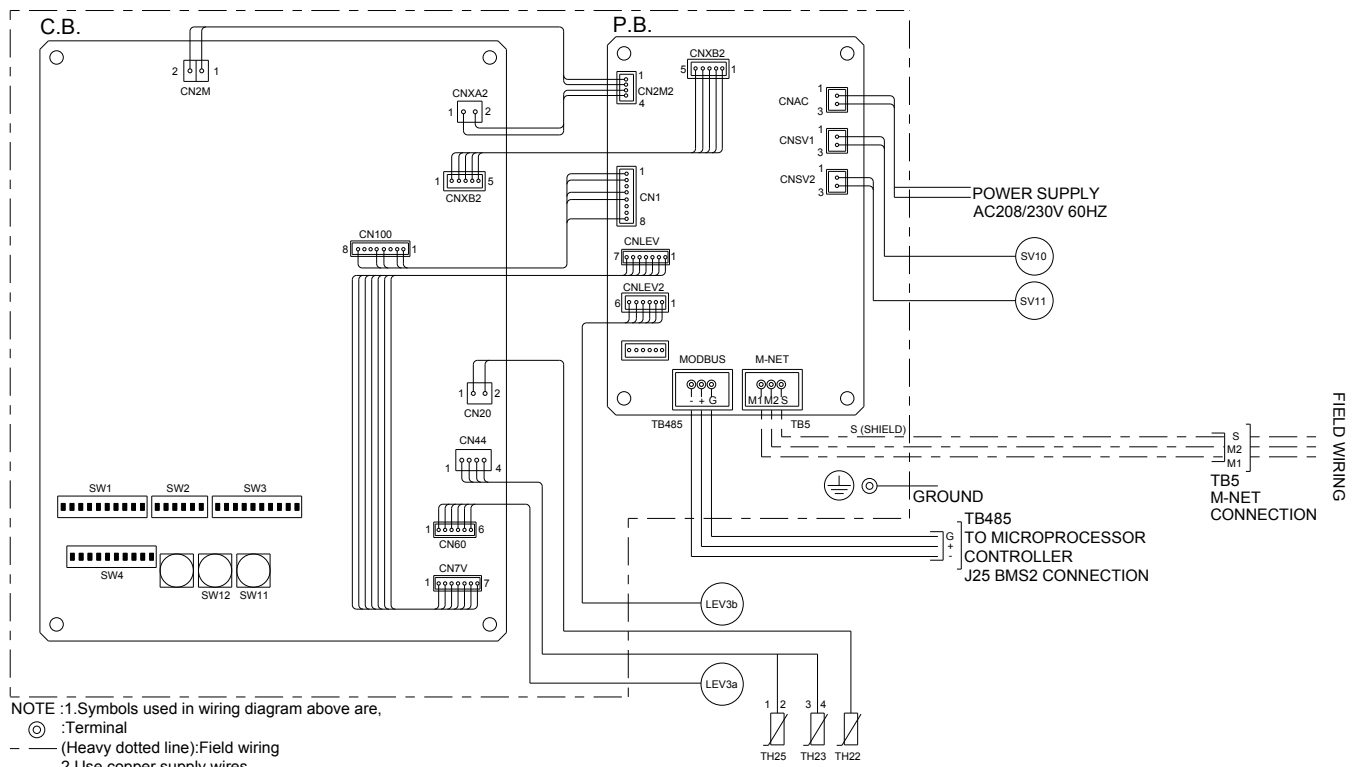 C.B.
P.B.
2 1
CN2M
CNXA2
1 2
1 5
CNXB2
CNXB2
5 1
1
CN2M2
4
CNAC
1
3
CNSV1
1
3
CNSV2
1
3
1
CN1
8
CN100
8 1
CNLEV
7 1
CNLEV2
6 1
POWER SUPPLY
AC208/230V 60HZ
SV10
SV11
MODBUS
M-NET
- + G
M1 M2 S
TB485
TB5
S (SHIELD)
1 2
CN20
CN44
1 4
1 6
CN60
CN7V
1 7
SW1
SW2
SW3
SW4
SW12
SW11
GROUND
S
M2
M1
TB5
M-NET
CONNECTION
FIELD WIRING
G
+
-
TB485
TO MICROPROCESSOR
CONTROLLER
J25 BMS2 CONNECTION
LEV3b
LEV3a
1 2
3 4
TH25
TH23
TH22
NOTE :1.Symbols used in wiring diagram above are,
:Terminal
(Heavy dotted line):Field wiring
2.Use copper supply wires.